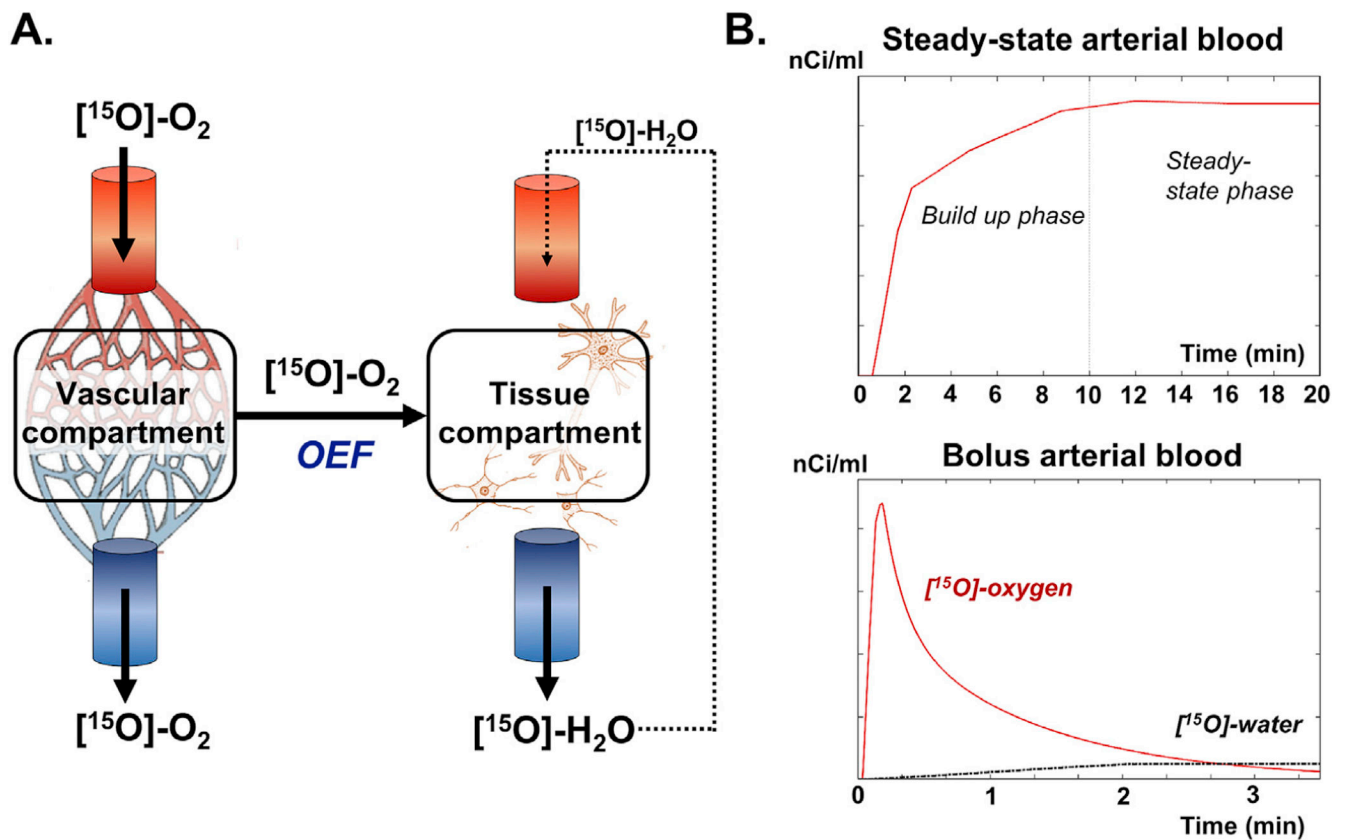 A.
[¹⁵O]-O₂
[¹⁵O]-H₂O
Vascular
compartment
[¹⁵O]-O₂
OEF
Tissue
compartment
[¹⁵O]-O₂
[¹⁵O]-H₂O
B.
Steady-state arterial blood
nCi/ml
Build up phase
Steady-
state phase
Time (min)
0 2 4 6 8 10 12 14 16 18 20
Bolus arterial blood
nCi/ml
[¹⁵O]-oxygen
[¹⁵O]-water
0 1 2 3
Time (min)